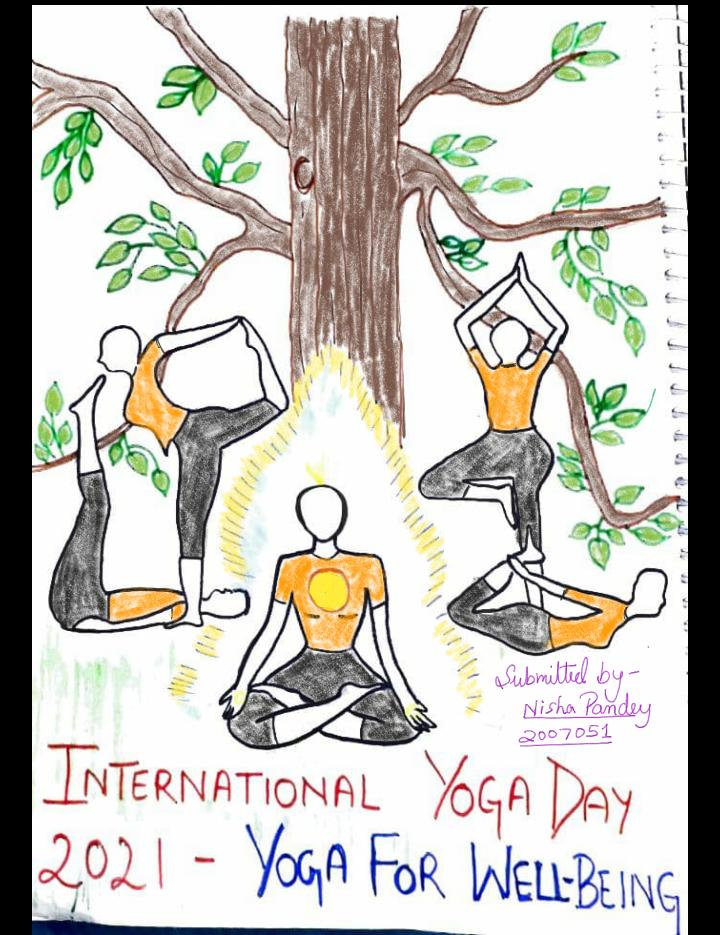 Submitted by-
Nisha Pandey
2007051
INTERNATIONAL YOGA DAY
2021 - YOGA FOR WELL-BEING